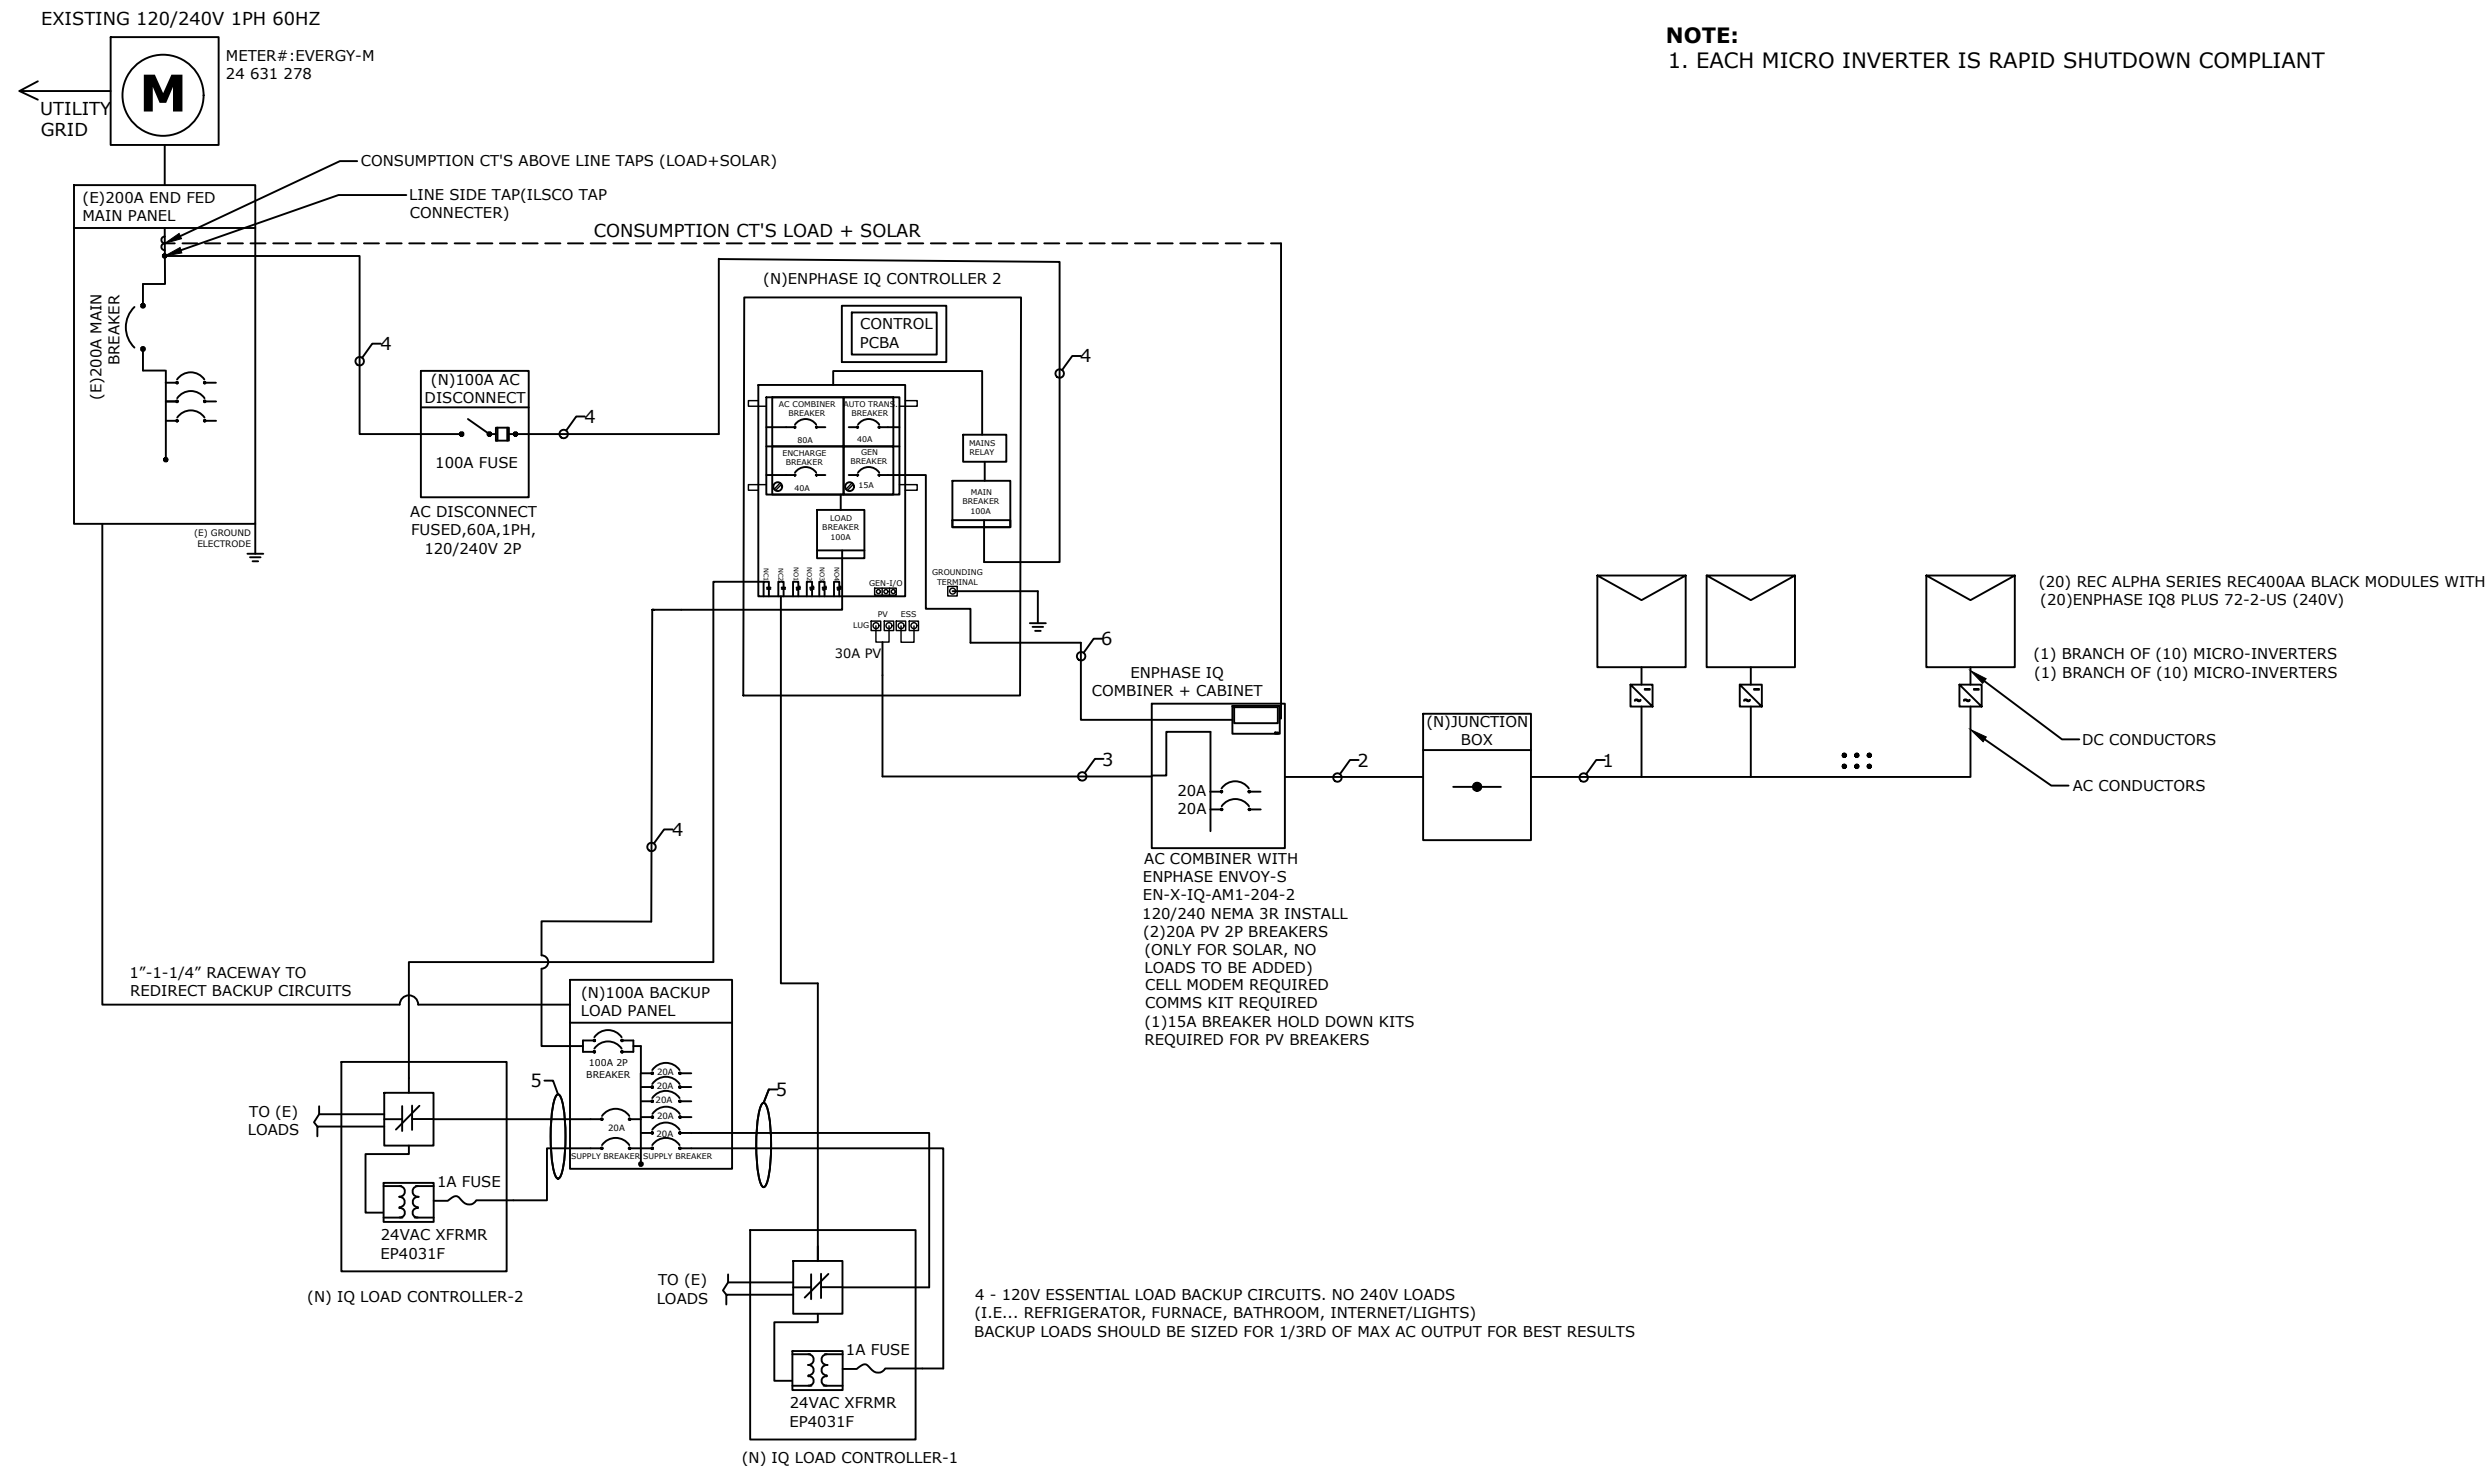 EXISTING 120/240V 1PH 60HZ
METER#:EVERGY-M
24 631 278
M
UTILITY
GRID
NOTE:
1. EACH MICRO INVERTER IS RAPID SHUTDOWN COMPLIANT
CONSUMPTION CT'S ABOVE LINE TAPS (LOAD+SOLAR)
LINE SIDE TAP(ILSCO TAP
CONNECTER)
(E)200A END FED
MAIN PANEL
CONSUMPTION CT'S LOAD + SOLAR
(E)200A MAIN
BREAKER
(E) GROUND
ELECTRODE
4
(N)100A AC
DISCONNECT
100A FUSE
AC DISCONNECT
FUSED,60A,1PH,
120/240V 2P
4
(N)ENPHASE IQ CONTROLLER 2
CONTROL
PCBA
4
AC COMBINER
BREAKER
80A
AUTO TRANS.
BREAKER
40A
ENCHARGE
BREAKER
40A
GEN
BREAKER
15A
MAINS
RELAY
MAIN
BREAKER
100A
LOAD
BREAKER
100A
NC1
NC2
NO1
NO2
NO3
NO4
GEN-I/O
GROUNDING
TERMINAL
PV
ESS
LUG
30A PV
6
ENPHASE IQ
COMBINER + CABINET
20A
20A
3
2
AC COMBINER WITH
ENPHASE ENVOY-S
EN-X-IQ-AM1-204-2
120/240 NEMA 3R INSTALL
(2)20A PV 2P BREAKERS
(ONLY FOR SOLAR, NO
LOADS TO BE ADDED)
CELL MODEM REQUIRED
COMMS KIT REQUIRED
(1)15A BREAKER HOLD DOWN KITS
REQUIRED FOR PV BREAKERS
(N)JUNCTION
BOX
1
(20) REC ALPHA SERIES REC400AA BLACK MODULES WITH
(20)ENPHASE IQ8 PLUS 72-2-US (240V)
(1) BRANCH OF (10) MICRO-INVERTERS
(1) BRANCH OF (10) MICRO-INVERTERS
DC CONDUCTORS
AC CONDUCTORS
4
1″-1-1/4″ RACEWAY TO
REDIRECT BACKUP CIRCUITS
(N)100A BACKUP
LOAD PANEL
100A 2P
BREAKER
20A
20A
20A
20A
20A
20A
SUPPLY BREAKER
SUPPLY BREAKER
5
5
TO (E)
LOADS
1A FUSE
24VAC XFRMR
EP4031F
(N) IQ LOAD CONTROLLER-2
TO (E)
LOADS
1A FUSE
24VAC XFRMR
EP4031F
(N) IQ LOAD CONTROLLER-1
4 - 120V ESSENTIAL LOAD BACKUP CIRCUITS. NO 240V LOADS
(I.E... REFRIGERATOR, FURNACE, BATHROOM, INTERNET/LIGHTS)
BACKUP LOADS SHOULD BE SIZED FOR 1/3RD OF MAX AC OUTPUT FOR BEST RESULTS